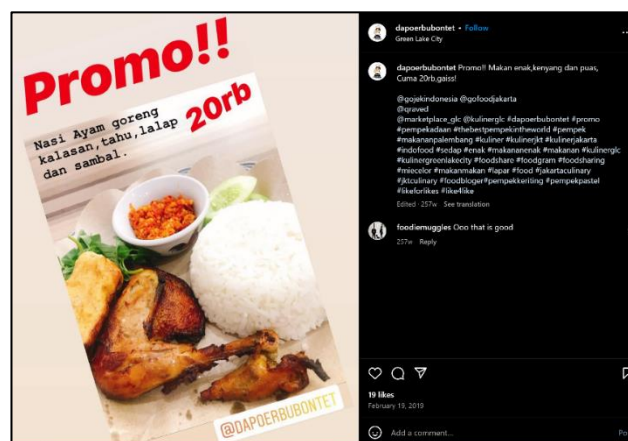 Promo!!
Nasi Ayam goreng
kalasan,tahu,lalap
dan sambal.
20rb
@DAPOERBUBONTET
dapoerbubontet • Follow
Green Lake City
dapoerbubontet Promo!! Makan enak,kenyang dan puas,
Cuma 20rb,gaiss!
@gojekindonesia @gofoodjakarta
@qraved
@marketplace_glc @kulinerglc #dapoerbubontet #promo
#pempekadaan #thebestpempekintheworld #pempek
#makananpalembang #kuliner #kulinerjkt #kulinerjakarta
#indofood #sedap #enak #makananenak #makanan #kulinerglc
#kulinergreenlakecity #foodshare #foodgram #foodsharing
#miecelor #makanmakan #lapar #food #jakartaculinary
#jktculinary #foodbloger#pempekkeriting #pempekpastel
#likeforlikes #like4like
Edited · 257w See translation
foodiemuggles Ooo that is good
257w Reply
19 likes
February 19, 2019
Add a comment...
Po